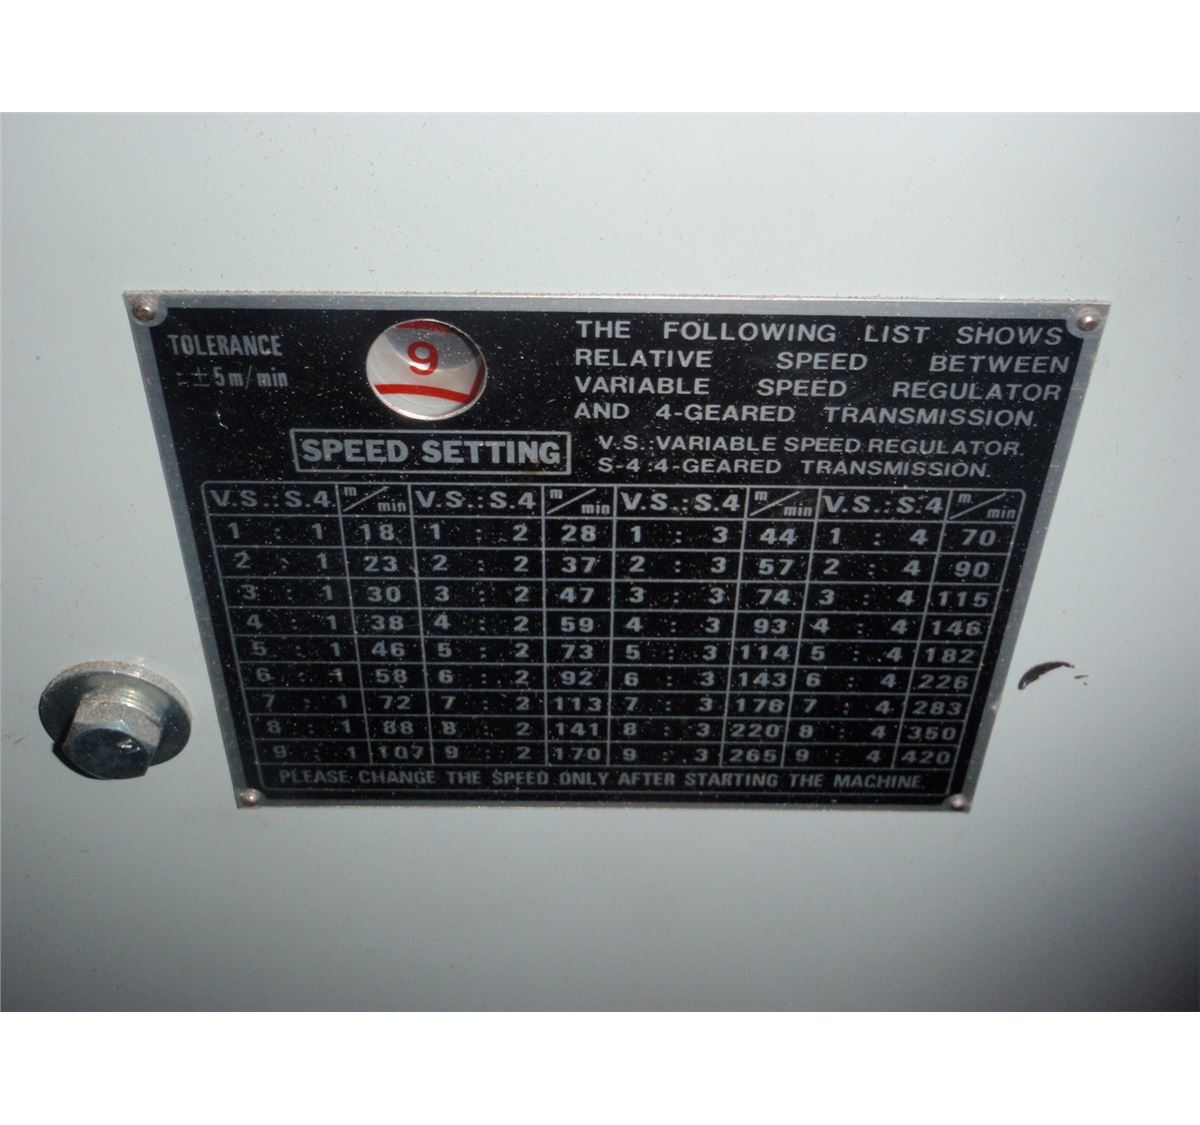 TOLERANCE
=±5m/min
9
THE FOLLOWING LIST SHOWS
RELATIVE SPEED BETWEEN
VARIABLE SPEED REGULATOR
AND 4-GEARED TRANSMISSION.
SPEED SETTING
V.S.:VARIABLE SPEED REGULATOR.
S-4:4-GEARED TRANSMISSION.
V.S.:S.4 m/min V.S.:S.4 m/min V.S.:S.4 m/min V.S.:S.4 m/min
1 : 1 18 1 : 2 28 1 : 3 44 1 : 4 70
2 : 1 23 2 : 2 37 2 : 3 57 2 : 4 90
3 : 1 30 3 : 2 47 3 : 3 74 3 : 4 115
4 : 1 38 4 : 2 59 4 : 3 93 4 : 4 146
5 : 1 46 5 : 2 73 5 : 3 114 5 : 4 182
6 : 1 58 6 : 2 92 6 : 3 143 6 : 4 226
7 : 1 72 7 : 2 113 7 : 3 176 7 : 4 283
8 : 1 88 8 : 2 141 8 : 3 220 8 : 4 350
9 : 1 107 9 : 2 170 9 : 3 265 9 : 4 420
PLEASE CHANGE THE SPEED ONLY AFTER STARTING THE MACHINE.